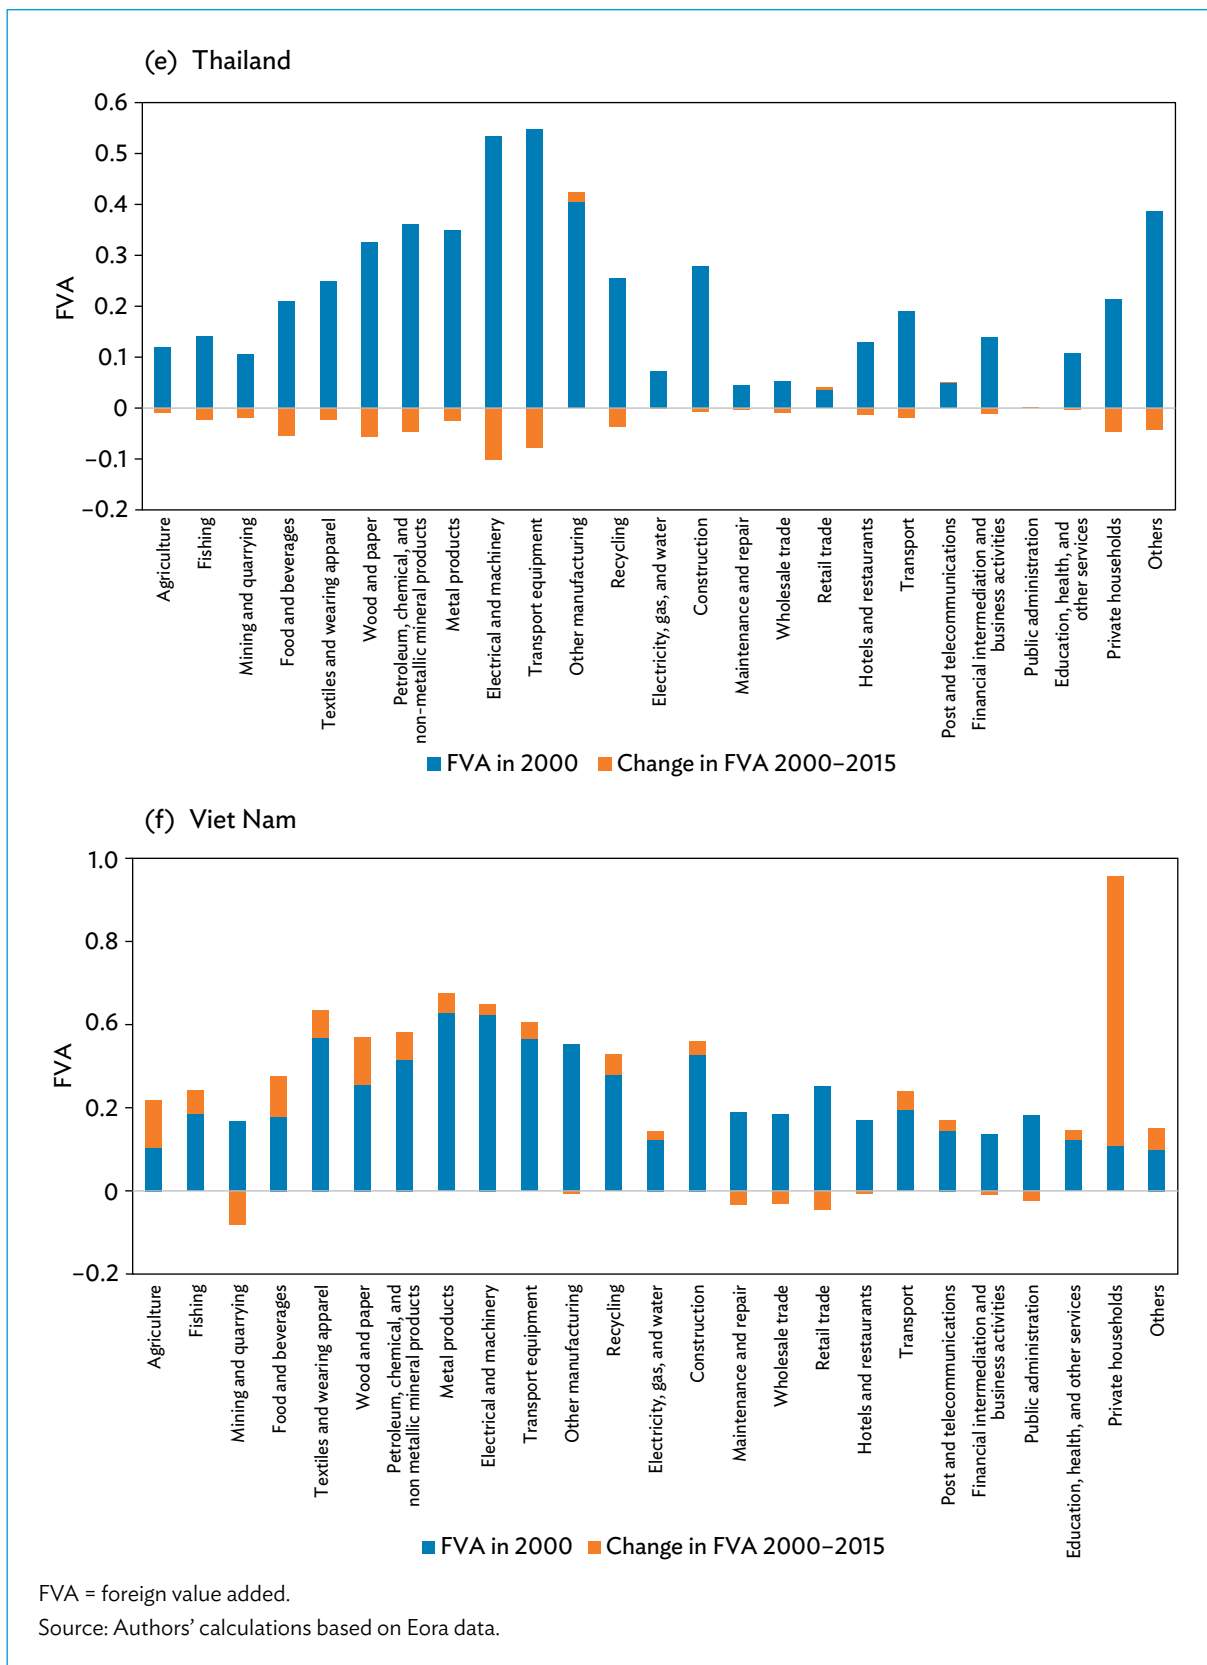 (e) Thailand
0.6
0.5
0.4
0.3
0.2
0.1
0
−0.1
−0.2
FVA
Agriculture
Fishing
Mining and quarrying
Food and beverages
Textiles and wearing apparel
Wood and paper
Petroleum, chemical, and
non-metallic mineral products
Metal products
Electrical and machinery
Transport equipment
Other manufacturing
Recycling
Electricity, gas, and water
Construction
Maintenance and repair
Wholesale trade
Retail trade
Hotels and restaurants
Transport
Post and telecommunications
Financial intermediation and
business activities
Public administration
Education, health, and
other services
Private households
Others
FVA in 2000 Change in FVA 2000–2015
(f) Viet Nam
1.0
0.8
0.6
0.2
0
−0.2
FVA
Agriculture
Fishing
Mining and quarrying
Food and beverages
Textiles and wearing apparel
Wood and paper
Petroleum, chemical, and
non metallic mineral products
Metal products
Electrical and machinery
Transport equipment
Other manufacturing
Recycling
Electricity, gas, and water
Construction
Maintenance and repair
Wholesale trade
Retail trade
Hotels and restaurants
Transport
Post and telecommunications
Financial intermediation and
business activities
Public administration
Education, health, and other services
Private households
Others
FVA in 2000 Change in FVA 2000–2015
FVA = foreign value added.
Source: Authors’ calculations based on Eora data.